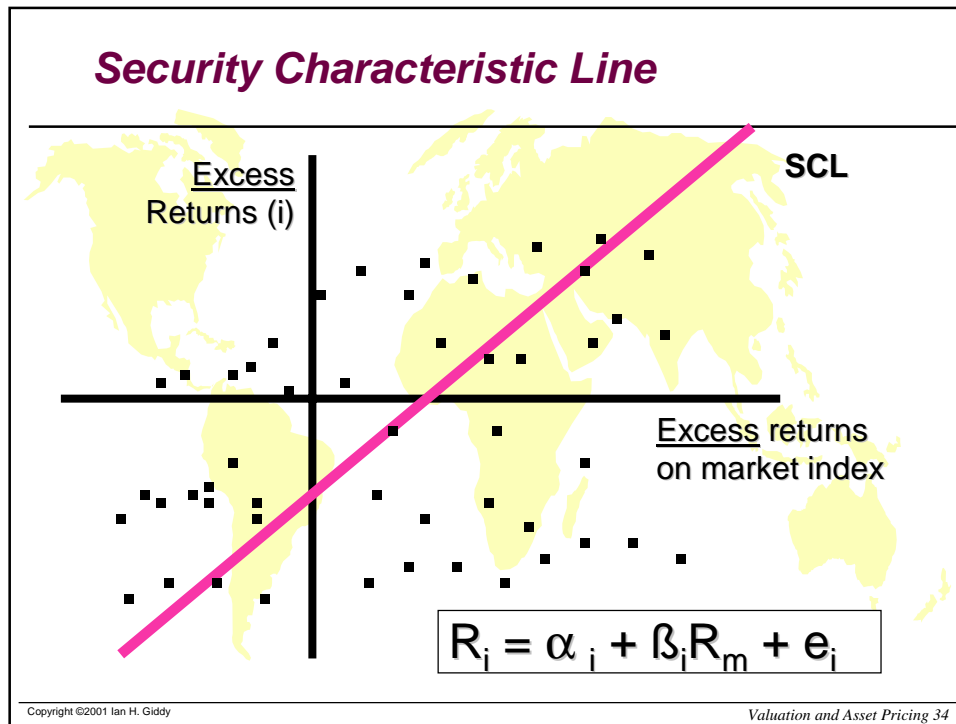 Security Characteristic Line
Excess
Returns (i)
SCL
Excess returns
on market index
Rᵢ = α ᵢ + ßᵢRₘ + eᵢ
Copyright ©2001 Ian H. Giddy
Valuation and Asset Pricing 34